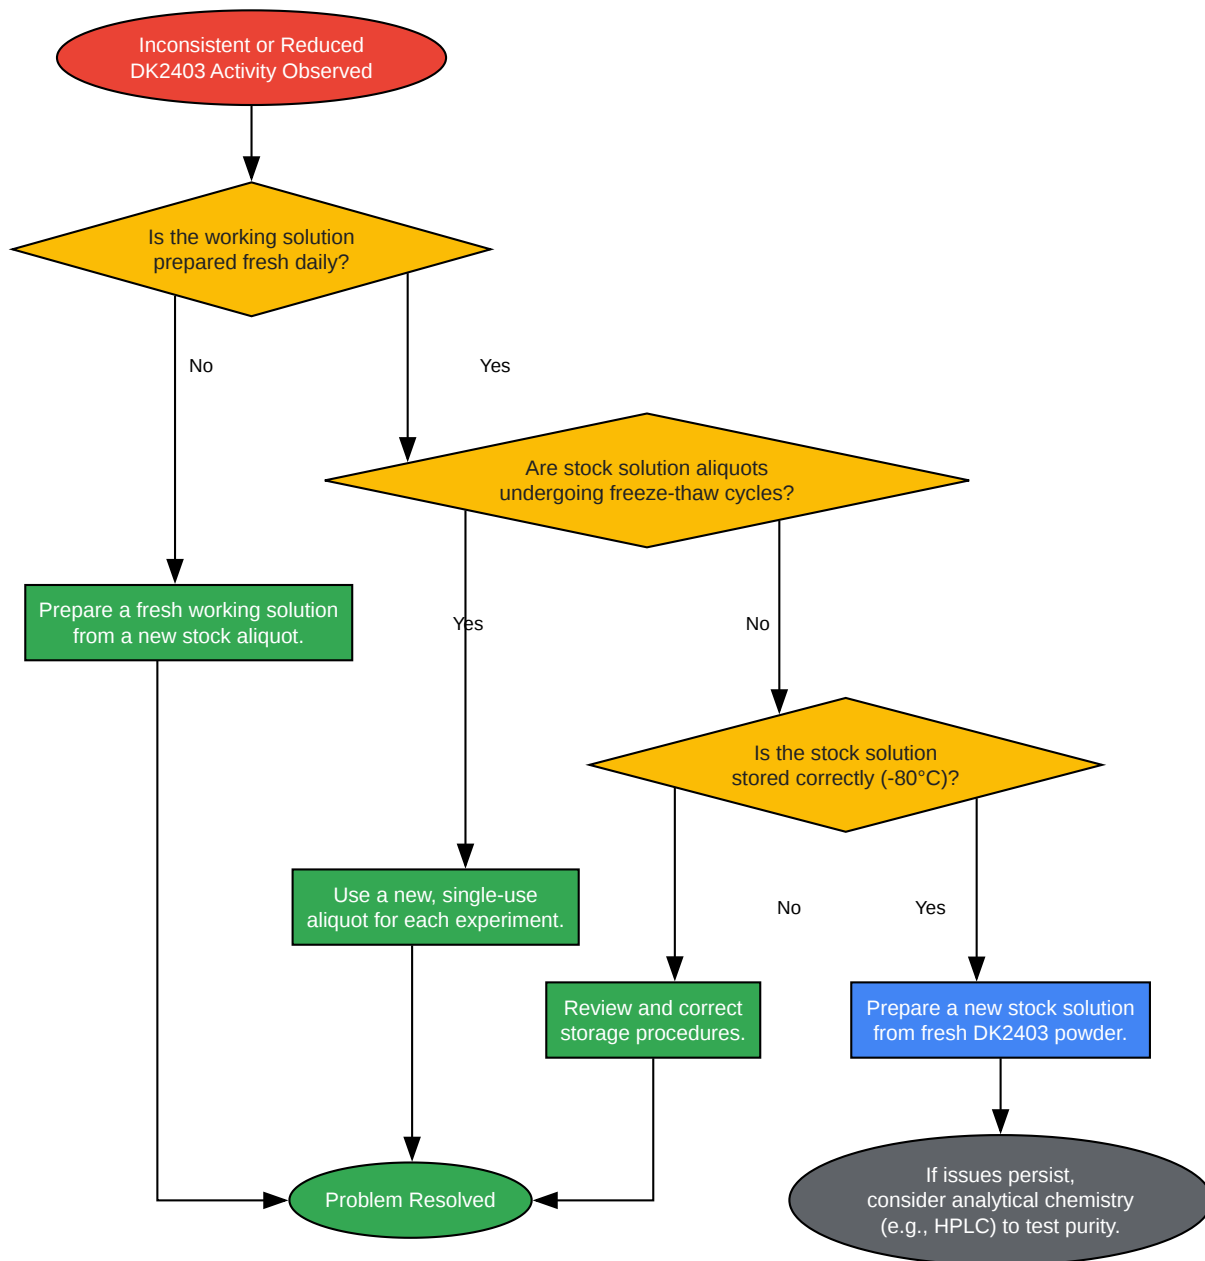 Inconsistent or Reduced
DK2403 Activity Observed
Is the working solution
prepared fresh daily?
No
Yes
Are stock solution aliquots
undergoing freeze-thaw cycles?
Prepare a fresh working solution
from a new stock aliquot.
Yes
No
Is the stock solution
stored correctly (-80°C)?
Use a new, single-use
aliquot for each experiment.
No
Yes
Review and correct
storage procedures.
Prepare a new stock solution
from fresh DK2403 powder.
Problem Resolved
If issues persist,
consider analytical chemistry
(e.g., HPLC) to test purity.